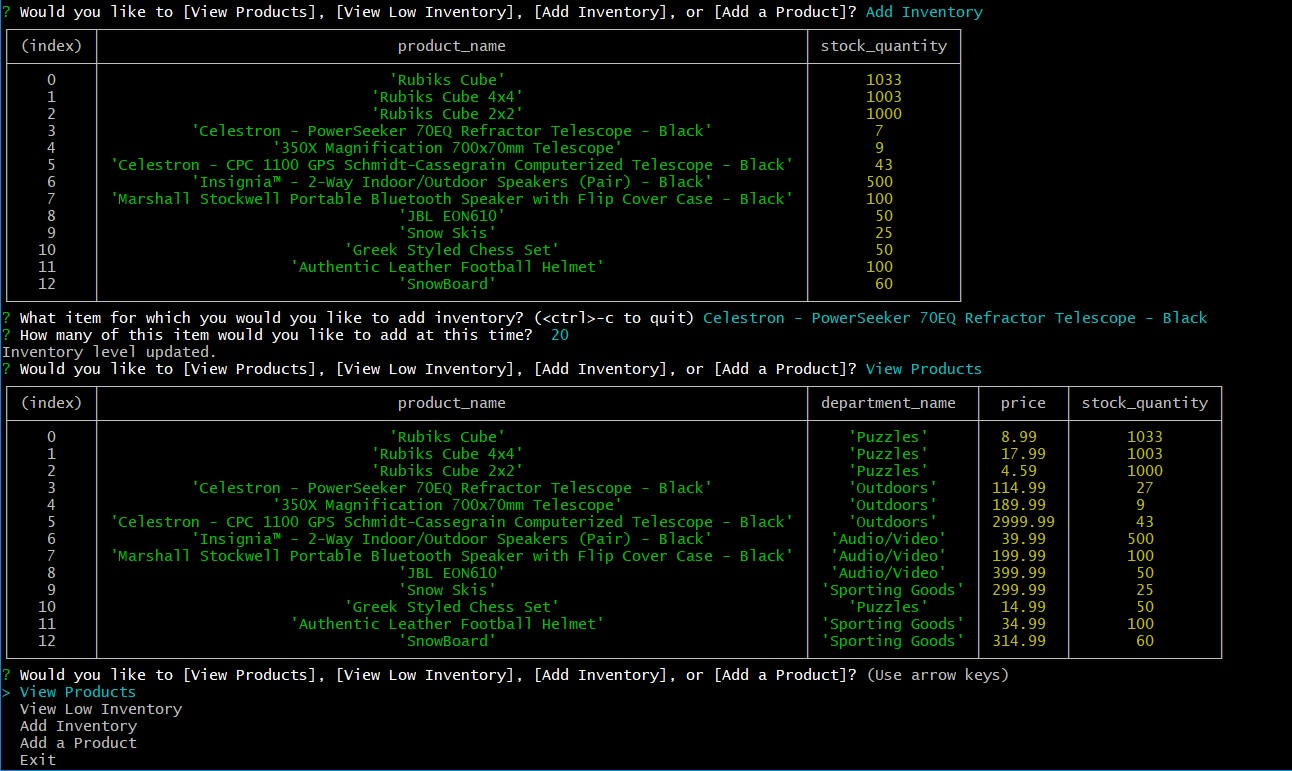 ? Would you like to [View Products], [View Low Inventory], [Add Inventory], or [Add a Product]? Add Inventory
(index) product_name stock_quantity
0 'Rubiks Cube' 1033
1 'Rubiks Cube 4x4' 1003
2 'Rubiks Cube 2x2' 1000
3 'Celestron - PowerSeeker 70EQ Refractor Telescope - Black' 7
4 '350X Magnification 700x70mm Telescope' 9
5 'Celestron - CPC 1100 GPS Schmidt-Cassegrain Computerized Telescope - Black' 43
6 'Insignia™ - 2-Way Indoor/Outdoor Speakers (Pair) - Black' 500
7 'Marshall Stockwell Portable Bluetooth Speaker with Flip Cover Case - Black' 100
8 'JBL EON610' 50
9 'Snow Skis' 25
10 'Greek Styled Chess Set' 50
11 'Authentic Leather Football Helmet' 100
12 'SnowBoard' 60
? What item for which you would you like to add inventory? (<ctrl>-c to quit) Celestron - PowerSeeker 70EQ Refractor Telescope - Black
? How many of this item would you like to add at this time? 20
Inventory level updated.
? Would you like to [View Products], [View Low Inventory], [Add Inventory], or [Add a Product]? View Products
(index) product_name department_name price stock_quantity
0 'Rubiks Cube' 'Puzzles' 8.99 1033
1 'Rubiks Cube 4x4' 'Puzzles' 17.99 1003
2 'Rubiks Cube 2x2' 'Puzzles' 4.59 1000
3 'Celestron - PowerSeeker 70EQ Refractor Telescope - Black' 'Outdoors' 114.99 27
4 '350X Magnification 700x70mm Telescope' 'Outdoors' 189.99 9
5 'Celestron - CPC 1100 GPS Schmidt-Cassegrain Computerized Telescope - Black' 'Outdoors' 2999.99 43
6 'Insignia™ - 2-Way Indoor/Outdoor Speakers (Pair) - Black' 'Audio/Video' 39.99 500
7 'Marshall Stockwell Portable Bluetooth Speaker with Flip Cover Case - Black' 'Audio/Video' 199.99 100
8 'JBL EON610' 'Audio/Video' 399.99 50
9 'Snow Skis' 'Sporting Goods' 299.99 25
10 'Greek Styled Chess Set' 'Puzzles' 14.99 50
11 'Authentic Leather Football Helmet' 'Sporting Goods' 34.99 100
12 'SnowBoard' 'Sporting Goods' 314.99 60
? Would you like to [View Products], [View Low Inventory], [Add Inventory], or [Add a Product]? (Use arrow keys)
> View Products
View Low Inventory
Add Inventory
Add a Product
Exit